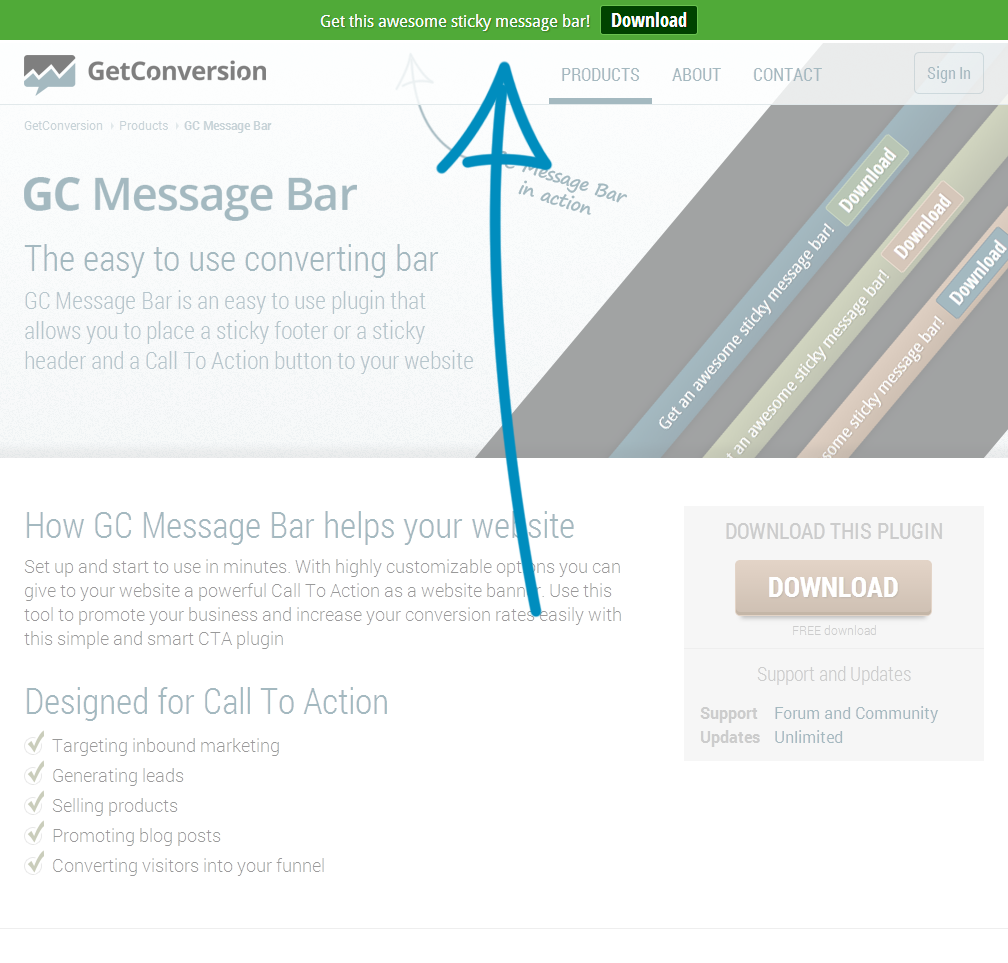 Get this awesome sticky message bar! Download
GetConversion
PRODUCTS ABOUT CONTACT Sign In
GetConversion › Products › GC Message Bar
GC Message Bar
Message Bar
in action
The easy to use converting bar
GC Message Bar is an easy to use plugin that
allows you to place a sticky footer or a sticky
header and a Call To Action button to your website
Get an awesome sticky message bar! Download
an awesome sticky message bar! Download
sticky message bar! Download
How GC Message Bar helps your website
Set up and start to use in minutes. With highly customizable options you can
give to your website a powerful Call To Action as a website banner. Use this
tool to promote your business and increase your conversion rates easily with
this simple and smart CTA plugin
Designed for Call To Action
Targeting inbound marketing
Generating leads
Selling products
Promoting blog posts
Converting visitors into your funnel
DOWNLOAD THIS PLUGIN
DOWNLOAD
FREE download
Support and Updates
Support Forum and Community
Updates Unlimited